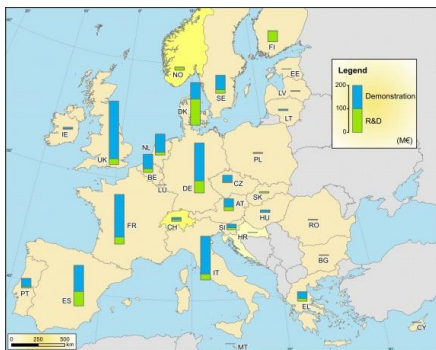 FI
NO
SE
EE
LV
LT
DK
IE
UK
NL
BE
LU
DE
PL
CZ
SK
AT
HU
FR
CH
SI
HR
RO
IT
BG
PT
ES
EL
MT
CY
Legend
200
100
0
Demonstration
R&D
(M€)
0 250 500
km